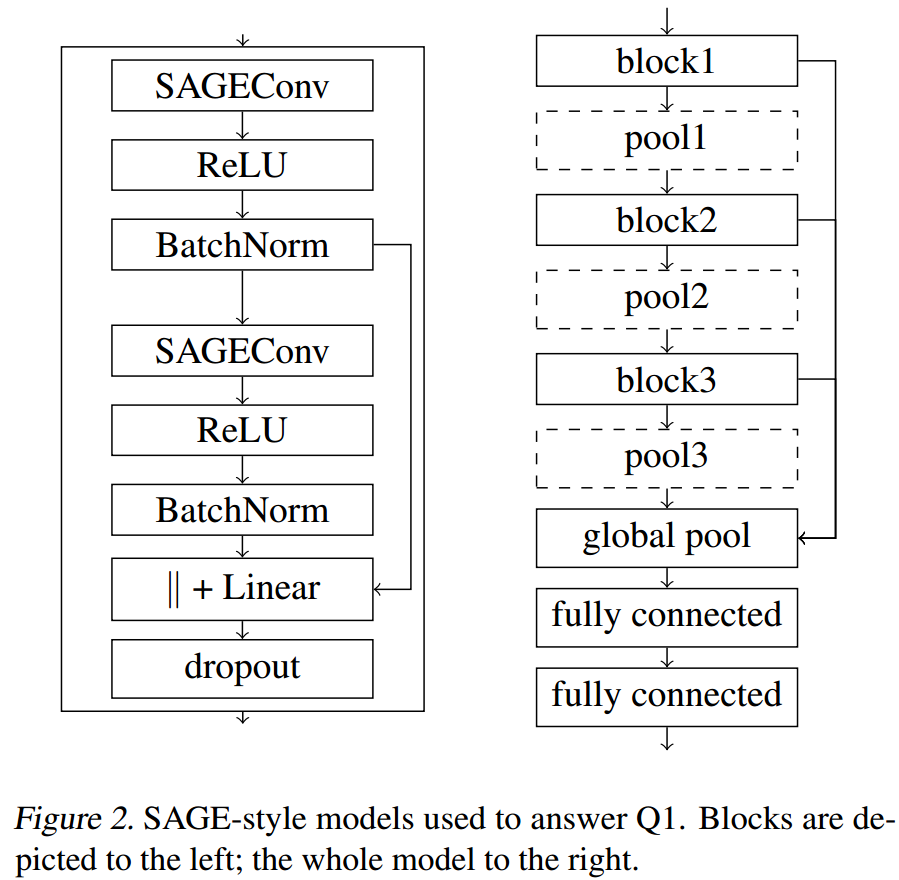 SAGEConv
ReLU
BatchNorm
SAGEConv
ReLU
BatchNorm
|| + Linear
dropout
block1
pool1
block2
pool2
block3
pool3
global pool
fully connected
fully connected
Figure 2. SAGE-style models used to answer Q1. Blocks are de-
picted to the left; the whole model to the right.